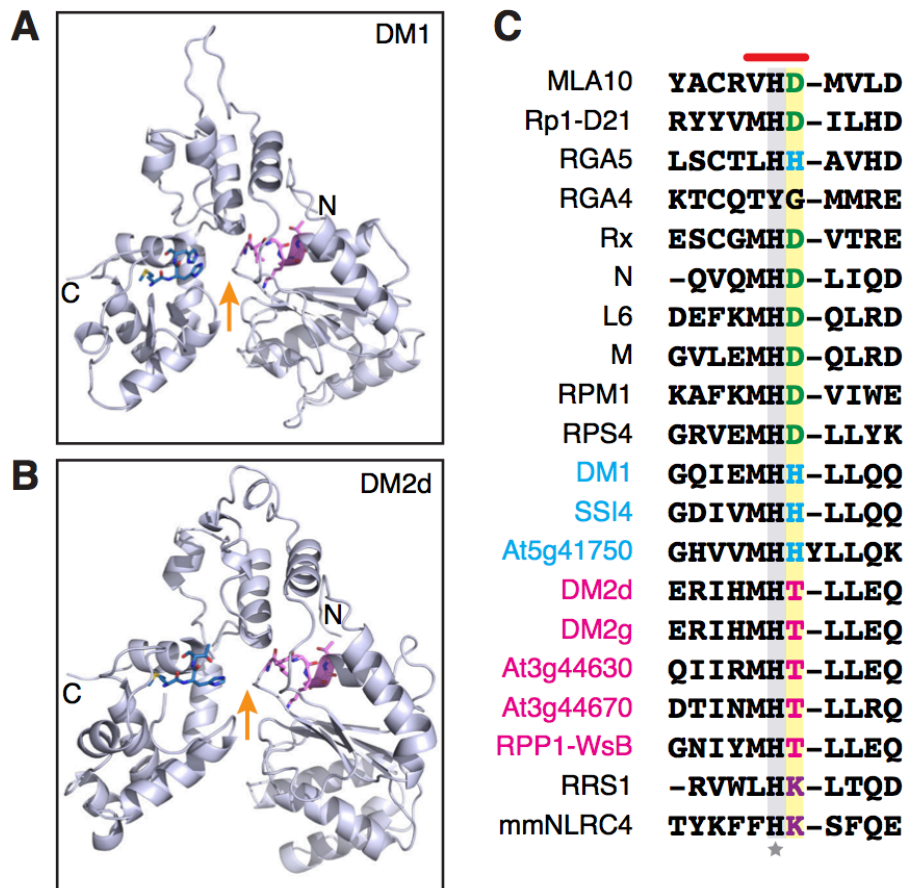 A
DM1
N
C
B
DM2d
N
C
C
MLA10 YACRVHD-MVLD
Rp1-D21 RYYVMHD-ILHD
RGA5 LSCTLHH-AVHD
RGA4 KTCQTYG-MMRE
Rx ESCGMHD-VTRE
N -QVQMHD-LIQD
L6 DEFKMHD-QLRD
M GVLEMHD-QLRD
RPM1 KAFKMHD-VIWE
RPS4 GRVEMHD-LLYK
DM1 GQIEMHH-LLQQ
SSI4 GDIVMHH-LLQQ
At5g41750 GHVVMHHYLLQK
DM2d ERIHMHT-LLEQ
DM2g ERIHMHT-LLEQ
At3g44630 QIIRMHT-LLEQ
At3g44670 DTINMHT-LLRQ
RPP1-WsB GNIYMHT-LLEQ
RRS1 -RVWLHK-LTQD
mmNLRC4 TYKFFHK-SFQE